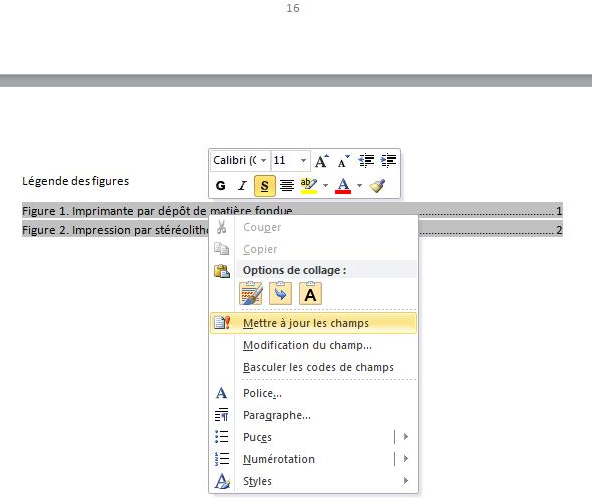 16
Calibri (C 11 A A
Légende des figures
G I S ab A
Figure 1. Imprimante par dépôt de matière fondue 1
Figure 2. Impression par stéréolitho 2
Couper
Copier
Options de collage :
A
Mettre à jour les champs
Modification du champ...
Basculer les codes de champs
A Police...
Paragraphe...
Puces
Numérotation
A Styles